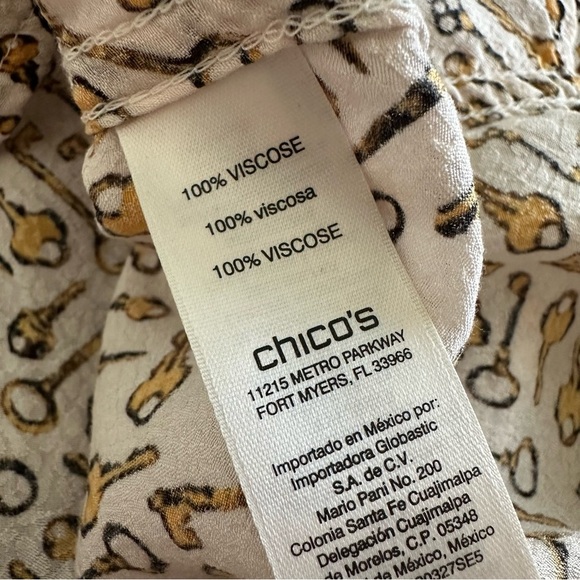 100% VISCOSE
100% viscosa
100% VISCOSE
chico's
11215 METRO PARKWAY
FORT MYERS, FL 33966
Importado en México por:
Importadora Globastic
S.A. de C.V.
Mario Pani No. 200
Colonia Santa Fe Cuajimalpa
Delegación Cuajimalpa
de Morelos, C.P. 05348
de México, México
0327SE5